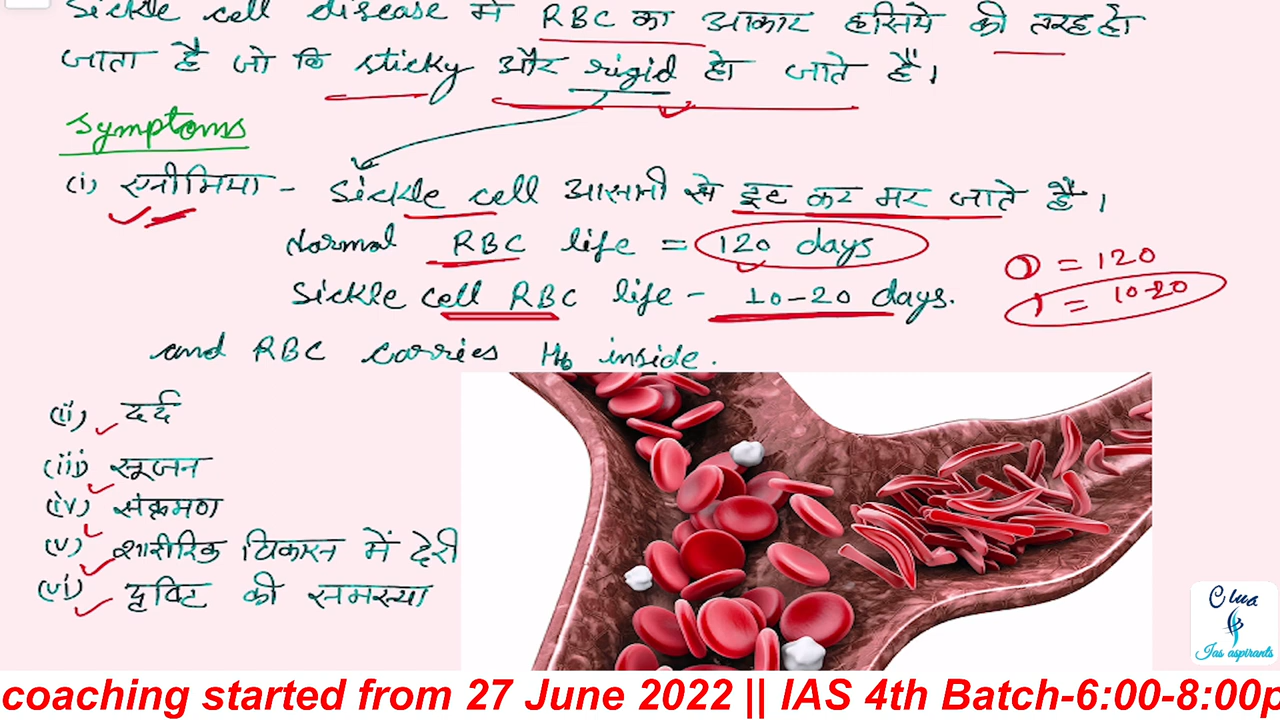 Sickle cell disease में RBC का आकार हसिये की तरह हो
जाता है जो कि sticky और rigid हो जाते हैं।
Symptoms
(i) एनीमिया - Sickle cell आसानी से टूट कर मर जाते हैं।
Normal RBC life = 120 days
= 120
Sickle cell RBC life - 10-20 days.
= 10-20
and RBC carries Hb inside.
(ii) दर्द
(iii) सूजन
(iv) संक्रमण
(v) शारीरिक विकास में देरी
(vi) दृष्टि की समस्या
Clue
Ias aspirants
coaching started from 27 June 2022 || IAS 4th Batch-6:00-8:00p